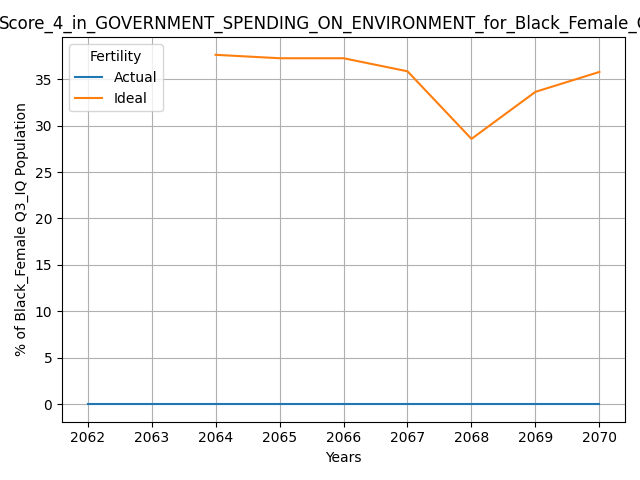 Score_4_in_GOVERNMENT_SPENDING_ON_ENVIRONMENT_for_Black_Female_
Fertility
Actual
Ideal
% of Black_Female Q3_IQ Population
35
30
25
20
15
10
5
0
2062 2063 2064 2065 2066 2067 2068 2069 2070
Years